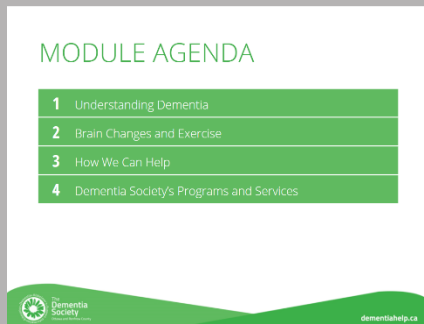 MODULE AGENDA
1 Understanding Dementia
2 Brain Changes and Exercise
3 How We Can Help
4 Dementia Society's Programs and Services
The
Dementia
Society
dementiahelp.ca